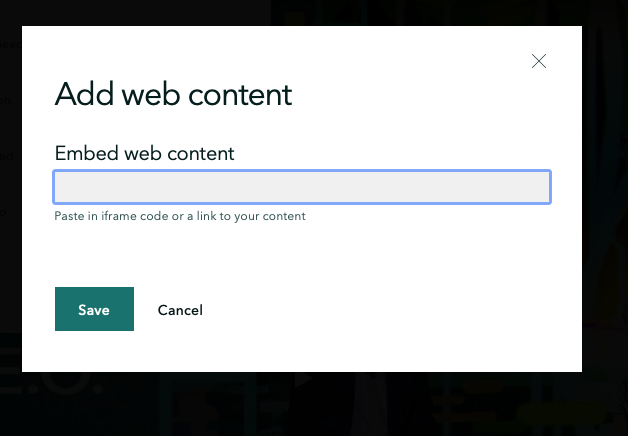 Add web content
Embed web content
Paste in iframe code or a link to your content
Save
Cancel
E.O.